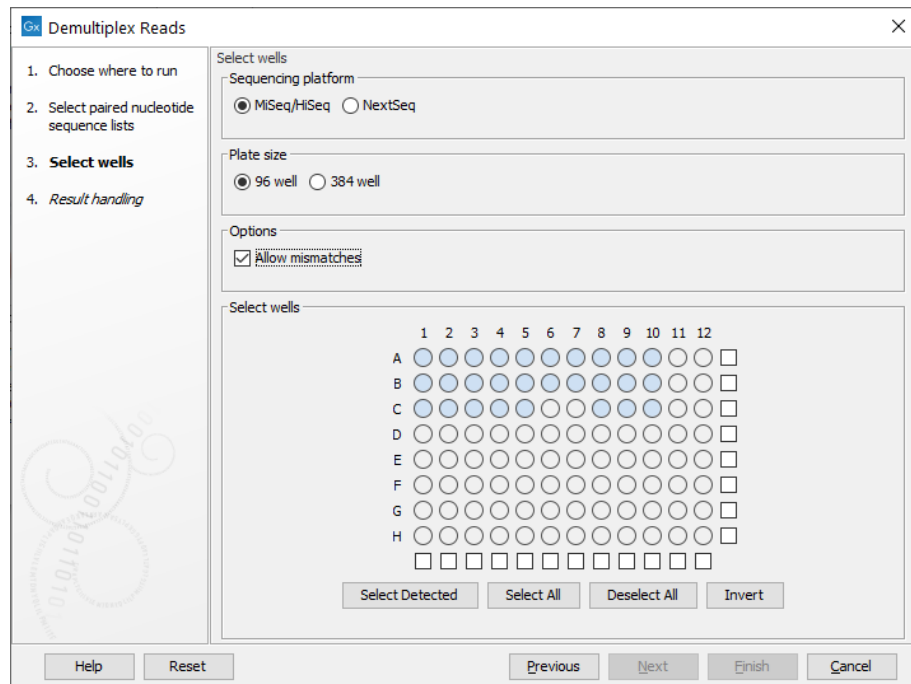 Gx Demultiplex Reads
1. Choose where to run
2. Select paired nucleotide
sequence lists
3. Select wells
4. Result handling
Select wells
Sequencing platform
MiSeq/HiSeq NextSeq
Plate size
96 well 384 well
Options
Allow mismatches
Select wells
1 2 3 4 5 6 7 8 9 10 11 12
A
B
C
D
E
F
G
H
Select Detected Select All Deselect All Invert
Help Reset Previous Next Finish Cancel